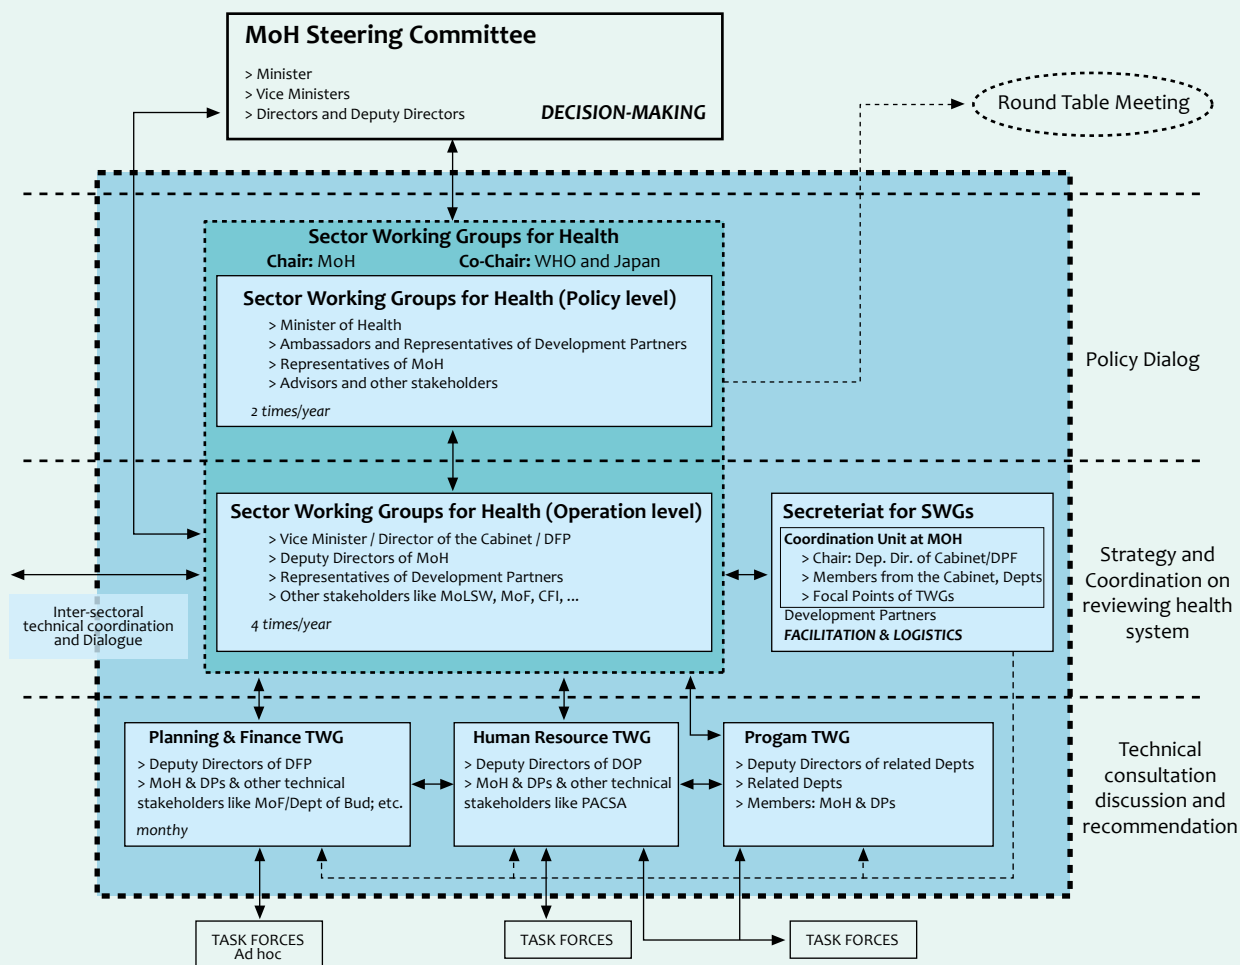 MoH Steering Committee
> Minister
> Vice Ministers
> Directors and Deputy Directors
DECISION-MAKING
Round Table Meeting
Sector Working Groups for Health
Chair: MoH Co-Chair: WHO and Japan
Sector Working Groups for Health (Policy level)
> Minister of Health
> Ambassadors and Representatives of Development Partners
> Representatives of MoH
> Advisors and other stakeholders
2 times/year
Policy Dialog
Sector Working Groups for Health (Operation level)
> Vice Minister / Director of the Cabinet / DFP
> Deputy Directors of MoH
> Representatives of Development Partners
> Other stakeholders like MoLSW, MoF, CFI, ...
4 times/year
Secreteriat for SWGs
Coordination Unit at MOH
> Chair: Dep. Dir. of Cabinet/DPF
> Members from the Cabinet, Depts
> Focal Points of TWGs
Development Partners
FACILITATION & LOGISTICS
Strategy and
Coordination on
reviewing health
system
Inter-sectoral
technical coordination
and Dialogue
Planning & Finance TWG
> Deputy Directors of DFP
> MoH & DPs & other technical
stakeholders like MoF/Dept of Bud; etc.
monthy
Human Resource TWG
> Deputy Directors of DOP
> MoH & DPs & other technical
stakeholders like PACSA
Progam TWG
> Deputy Directors of related Depts
> Related Depts
> Members: MoH & DPs
Technical
consultation
discussion and
recommendation
TASK FORCES
Ad hoc
TASK FORCES
TASK FORCES